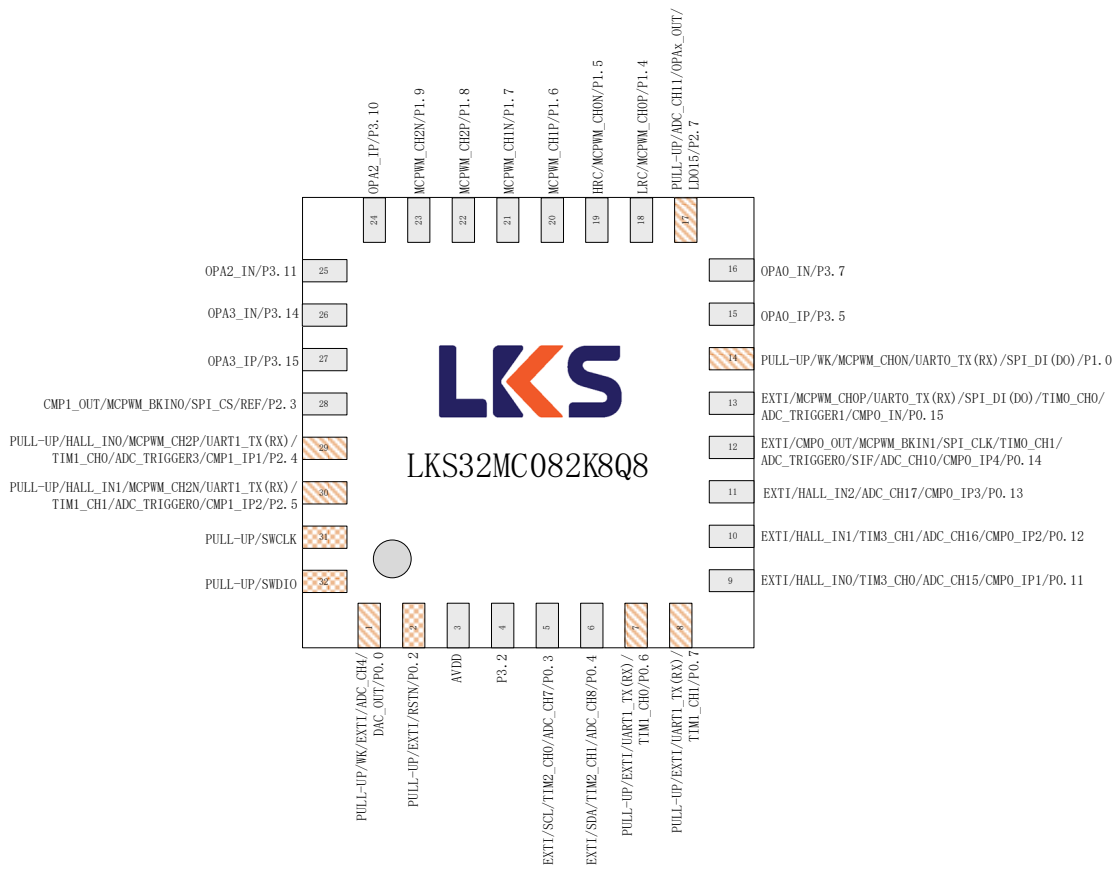 OPA2_IP/P3.10
MCPWM_CH2N/P1.9
MCPWM_CH2P/P1.8
MCPWM_CH1N/P1.7
MCPWM_CH1P/P1.6
HRC/MCPWM_CH0N/P1.5
LRC/MCPWM_CH0P/P1.4
PULL-UP/ADC_CH11/OPAx_OUT/
LDO15/P2.7
24
23
22
21
20
19
18
17
OPA2_IN/P3.11
25
OPA3_IN/P3.14
26
OPA3_IP/P3.15
27
CMP1_OUT/MCPWM_BKIN0/SPI_CS/REF/P2.3
28
PULL-UP/HALL_IN0/MCPWM_CH2P/UART1_TX(RX)/
TIM1_CH0/ADC_TRIGGER3/CMP1_IP1/P2.4
29
PULL-UP/HALL_IN1/MCPWM_CH2N/UART1_TX(RX)/
TIM1_CH1/ADC_TRIGGER0/CMP1_IP2/P2.5
30
PULL-UP/SWCLK
31
PULL-UP/SWDIO
32
LKS
LKS32MC082K8Q8
16
OPA0_IN/P3.7
15
OPA0_IP/P3.5
14
PULL-UP/WK/MCPWM_CH0N/UART0_TX(RX)/SPI_DI(DO)/P1.0
13
EXTI/MCPWM_CH0P/UART0_TX(RX)/SPI_DI(DO)/TIM0_CH0/
ADC_TRIGGER1/CMP0_IN/P0.15
12
EXTI/CMP0_OUT/MCPWM_BKIN1/SPI_CLK/TIM0_CH1/
ADC_TRIGGER0/SIF/ADC_CH10/CMP0_IP4/P0.14
11
EXTI/HALL_IN2/ADC_CH17/CMP0_IP3/P0.13
10
EXTI/HALL_IN1/TIM3_CH1/ADC_CH16/CMP0_IP2/P0.12
9
EXTI/HALL_IN0/TIM3_CH0/ADC_CH15/CMP0_IP1/P0.11
1
2
3
4
5
6
7
8
PULL-UP/WK/EXTI/ADC_CH4/
DAC_OUT/P0.0
PULL-UP/EXTI/RSTN/P0.2
AVDD
P3.2
EXTI/SCL/TIM2_CH0/ADC_CH7/P0.3
EXTI/SDA/TIM2_CH1/ADC_CH8/P0.4
PULL-UP/EXTI/UART1_TX(RX)/
TIM1_CH0/P0.6
PULL-UP/EXTI/UART1_TX(RX)/
TIM1_CH1/P0.7